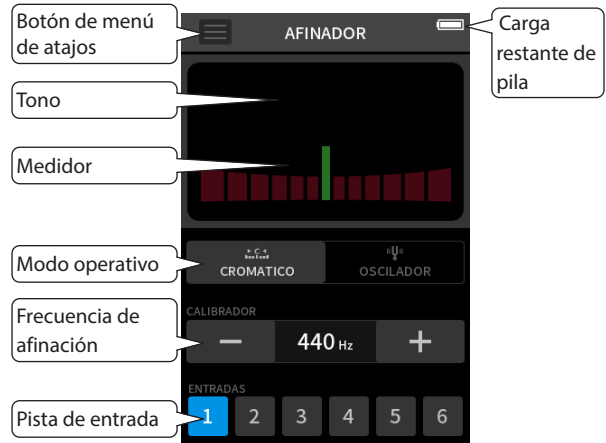 Botón de menú
de atajos
AFINADOR
Carga
restante de
pila
Tono
Medidor
Modo operativo
C
CROMATICO
OSCILADOR
Frecuencia de
afinación
CALIBRADOR
− 440 Hz +
ENTRADAS
Pista de entrada
1 2 3 4 5 6